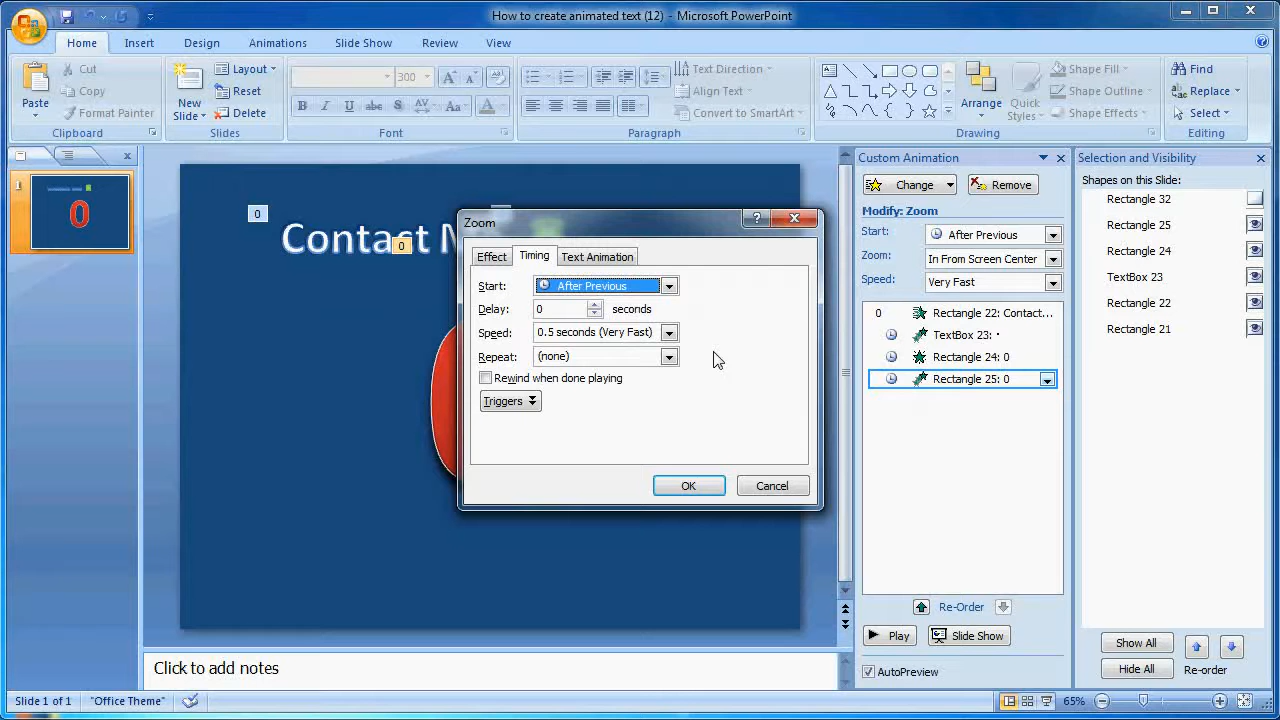 How to create animated text (12) - Microsoft PowerPoint
Home Insert Design Animations Slide Show Review View
Paste
Cut
Copy
Format Painter
Clipboard
New
Slide
Layout
Reset
Delete
Slides
300
B I U abc S AV Aa A
Font
Text Direction
Align Text
Convert to SmartArt
Paragraph
Arrange
Quick
Styles
Shape Fill
Shape Outline
Shape Effects
Drawing
Find
Replace
Select
Editing
1
0
0
Contact M
0
Zoom
Effect Timing Text Animation
Start: After Previous
Delay: 0 seconds
Speed: 0.5 seconds (Very Fast)
Repeat: (none)
Rewind when done playing
Triggers
OK Cancel
Custom Animation
Change Remove
Modify: Zoom
Start: After Previous
Zoom: In From Screen Center
Speed: Very Fast
0 Rectangle 22: Contact...
TextBox 23: •
Rectangle 24: 0
Rectangle 25: 0
Re-Order
Play Slide Show
AutoPreview
Selection and Visibility
Shapes on this Slide:
Rectangle 32
Rectangle 25
Rectangle 24
TextBox 23
Rectangle 22
Rectangle 21
Show All
Hide All
Re-order
Click to add notes
Slide 1 of 1 "Office Theme" 65%